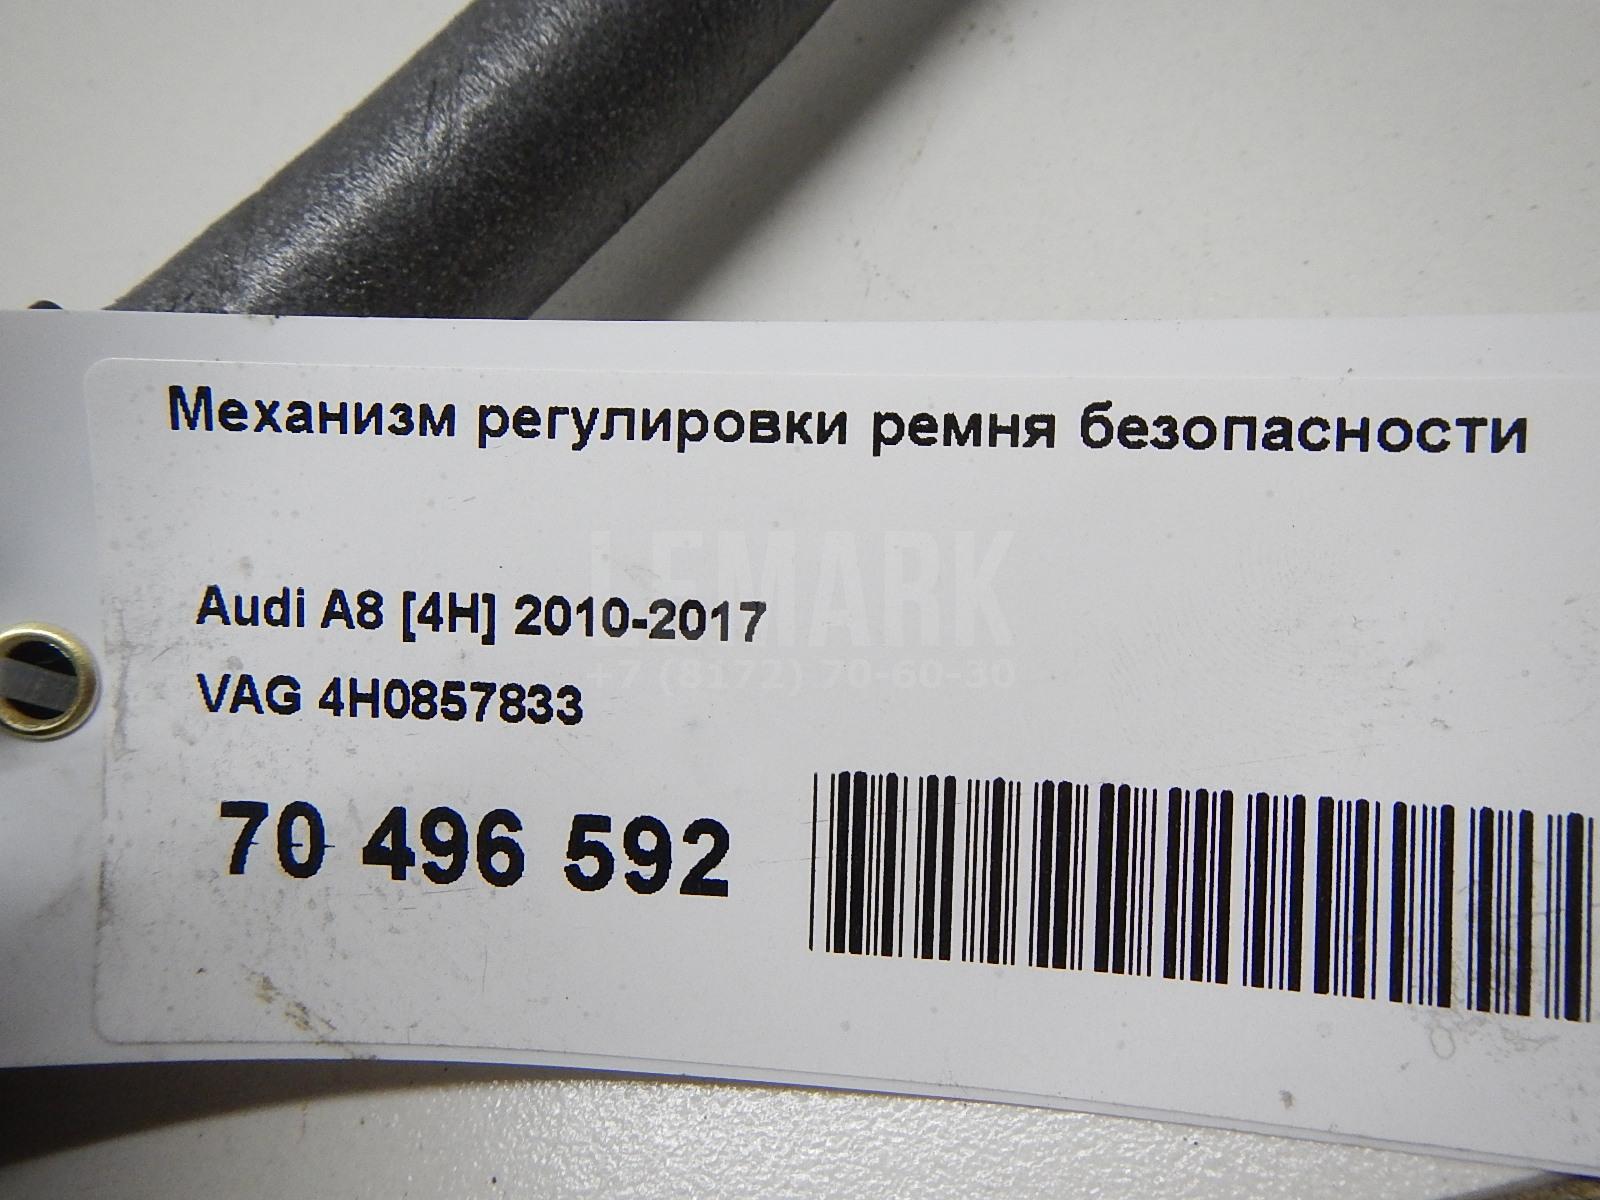 Механизм регулировки ремня безопасности
LEMARK
Audi A8 [4H] 2010-2017
+7 (8172) 70-60-30
VAG 4H0857833
70 496 592